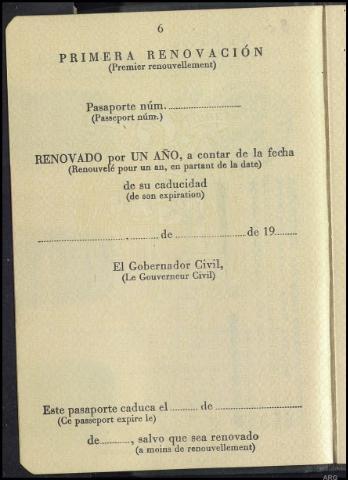 6
PRIMERA RENOVACIÓN
(Premier renouvellement)
Pasaporte núm.
(Passeport núm.)
RENOVADO por UN AÑO, a contar de la fecha
(Renouvelé pour un an, en partant de la date)
de su caducidad
(de son expiration)
........................ de .................. de 19......
El Gobernador Civil,
(Le Gouverneur Civil)
Este pasaporte caduca el ........ de ......................
(Ce passeport expire le)
de........, salvo que sea renovado
(a moins de renouvellement)
ARG